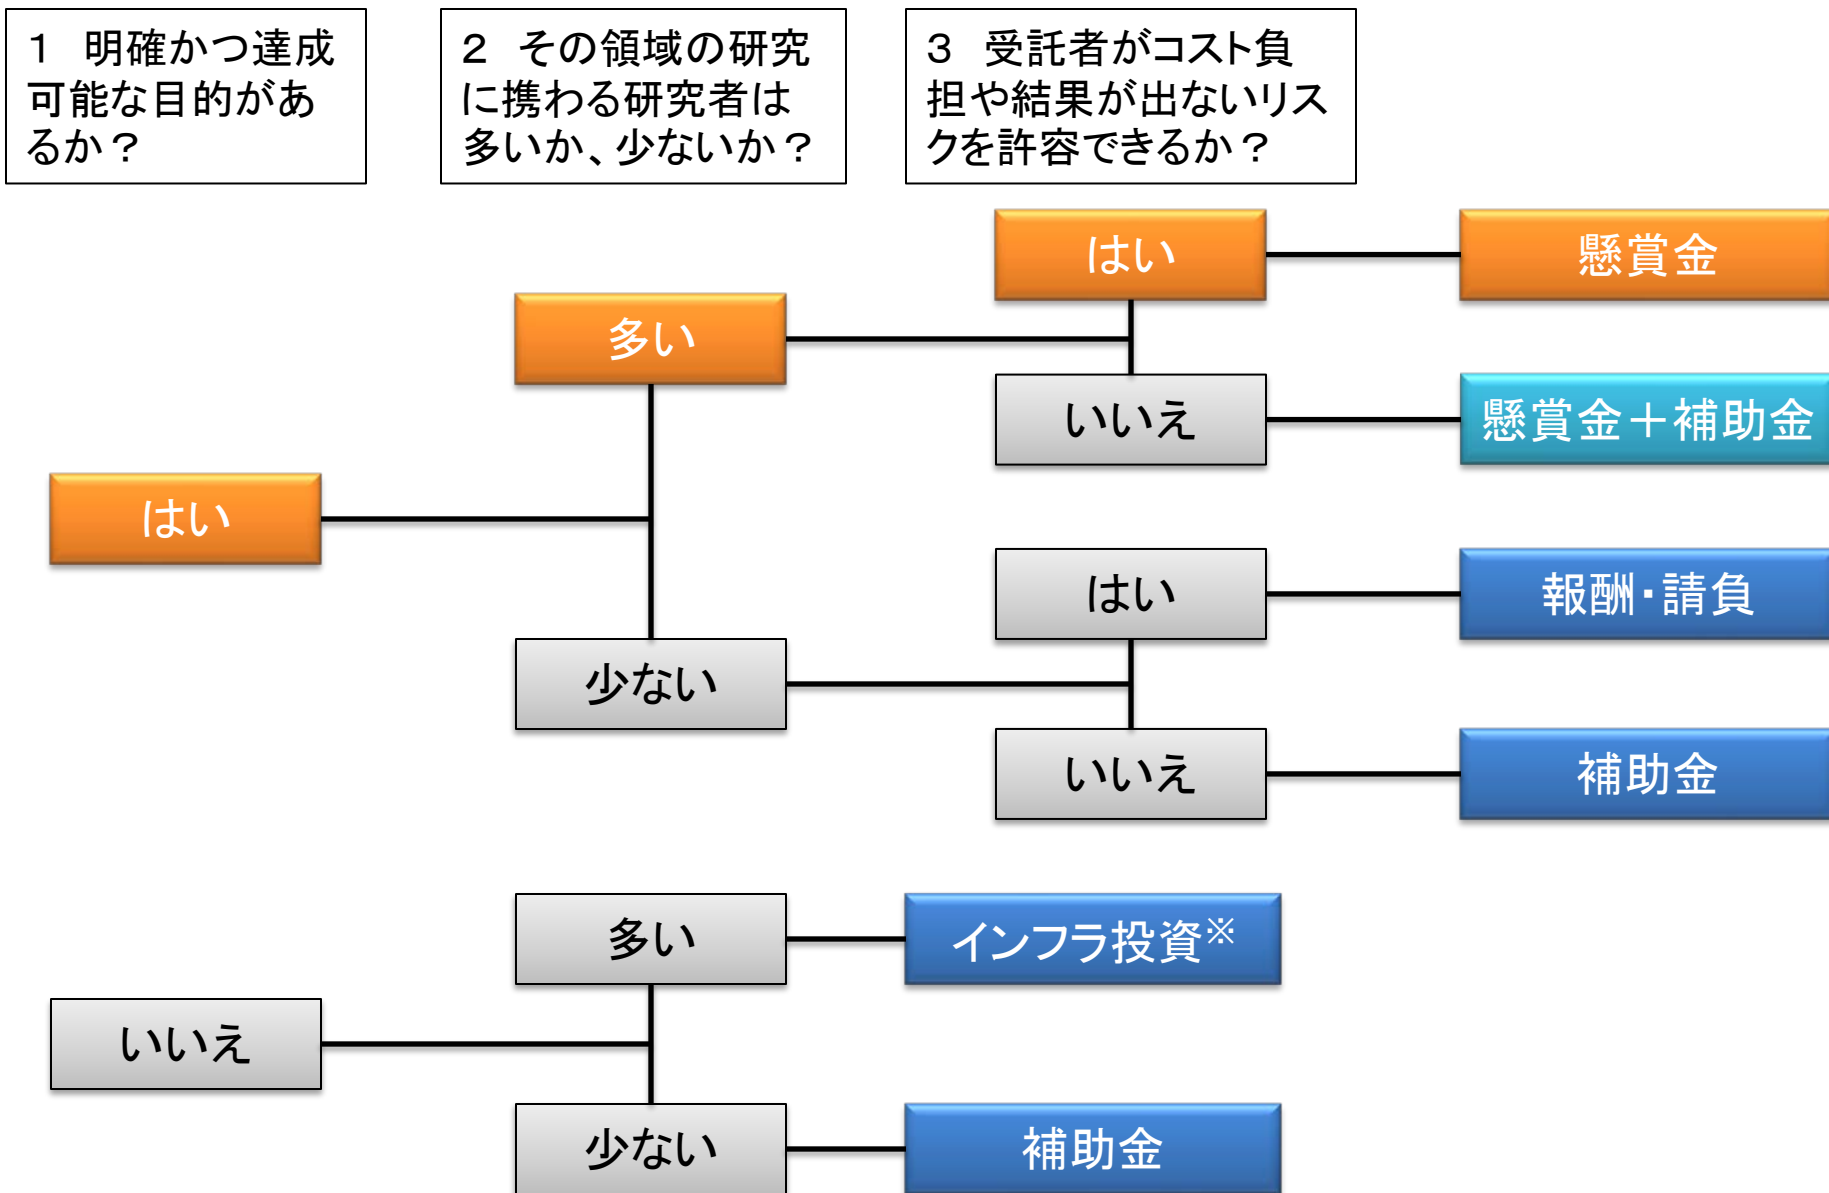 １　明確かつ達成
可能な目的があ
るか？
２　その領域の研究
に携わる研究者は
多いか、少ないか？
３　受託者がコスト負
担や結果が出ないリス
クを許容できるか？
はい
懸賞金
多い
いいえ
懸賞金＋補助金
はい
はい
報酬・請負
少ない
いいえ
補助金
多い
インフラ投資※
いいえ
少ない
補助金